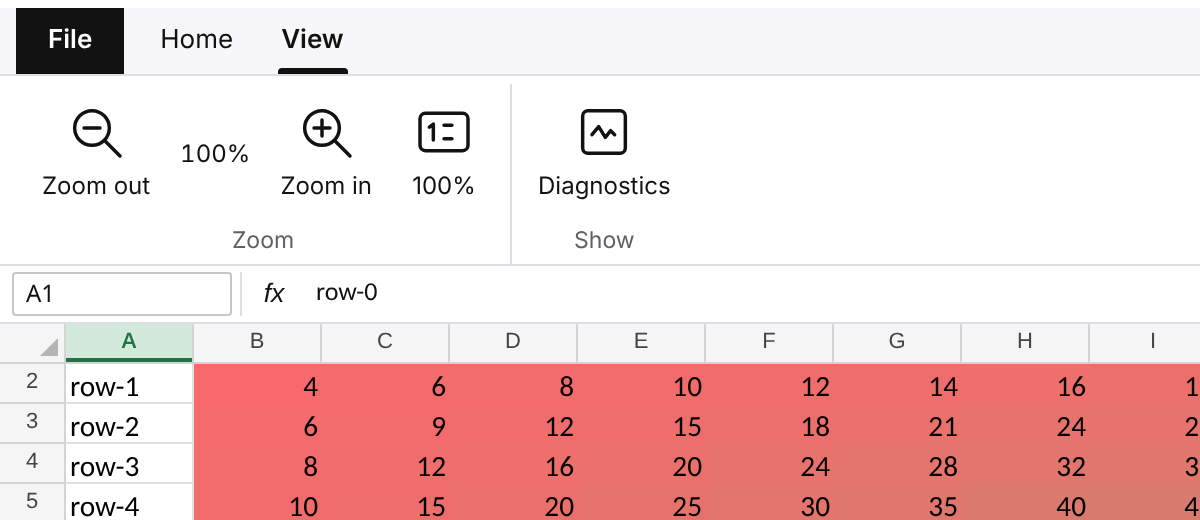 File Home View
100%
Zoom out Zoom in 100% Diagnostics
Zoom Show
A1 fx row-0
A B C D E F G H I
2 row-1 4 6 8 10 12 14 16
3 row-2 6 9 12 15 18 21 24
4 row-3 8 12 16 20 24 28 32
5 row-4 10 15 20 25 30 35 40